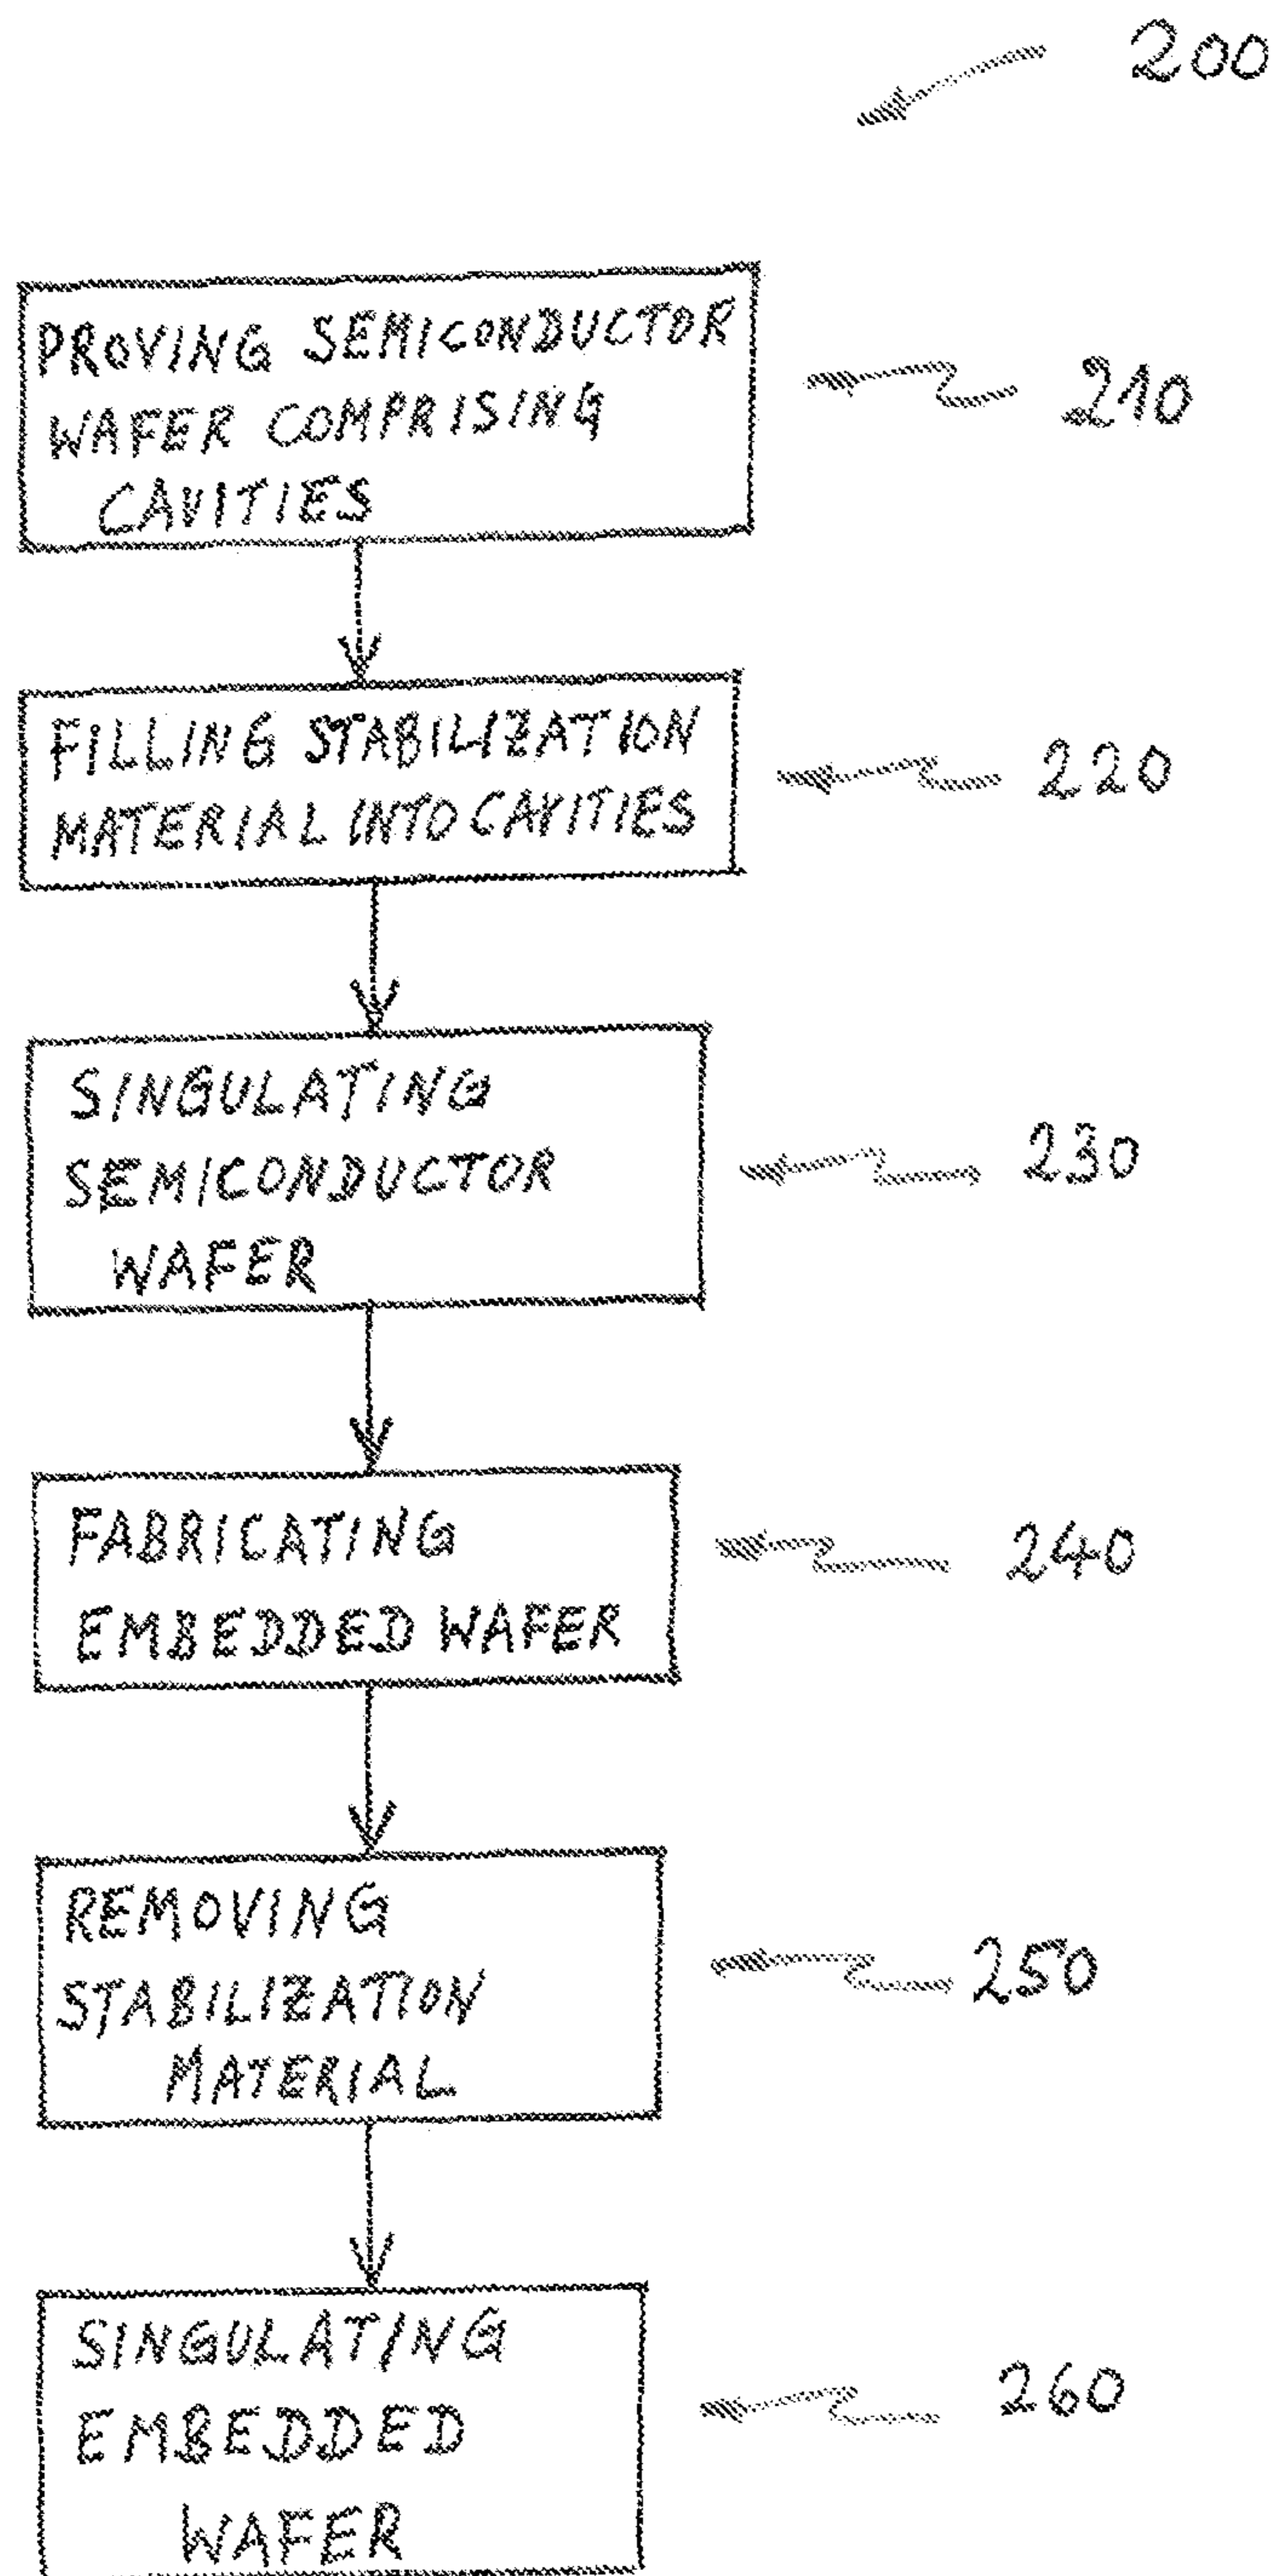 200
PROVING SEMICONDUCTOR
WAFER COMPRISING
CAVITIES
210
FILLING STABILIZATION
MATERIAL INTO CAVITIES
220
SINGULATING
SEMICONDUCTOR
WAFER
230
FABRICATING
EMBEDDED WAFER
240
REMOVING
STABILIZATION
MATERIAL
250
SINGULATING
EMBEDDED
WAFER
260